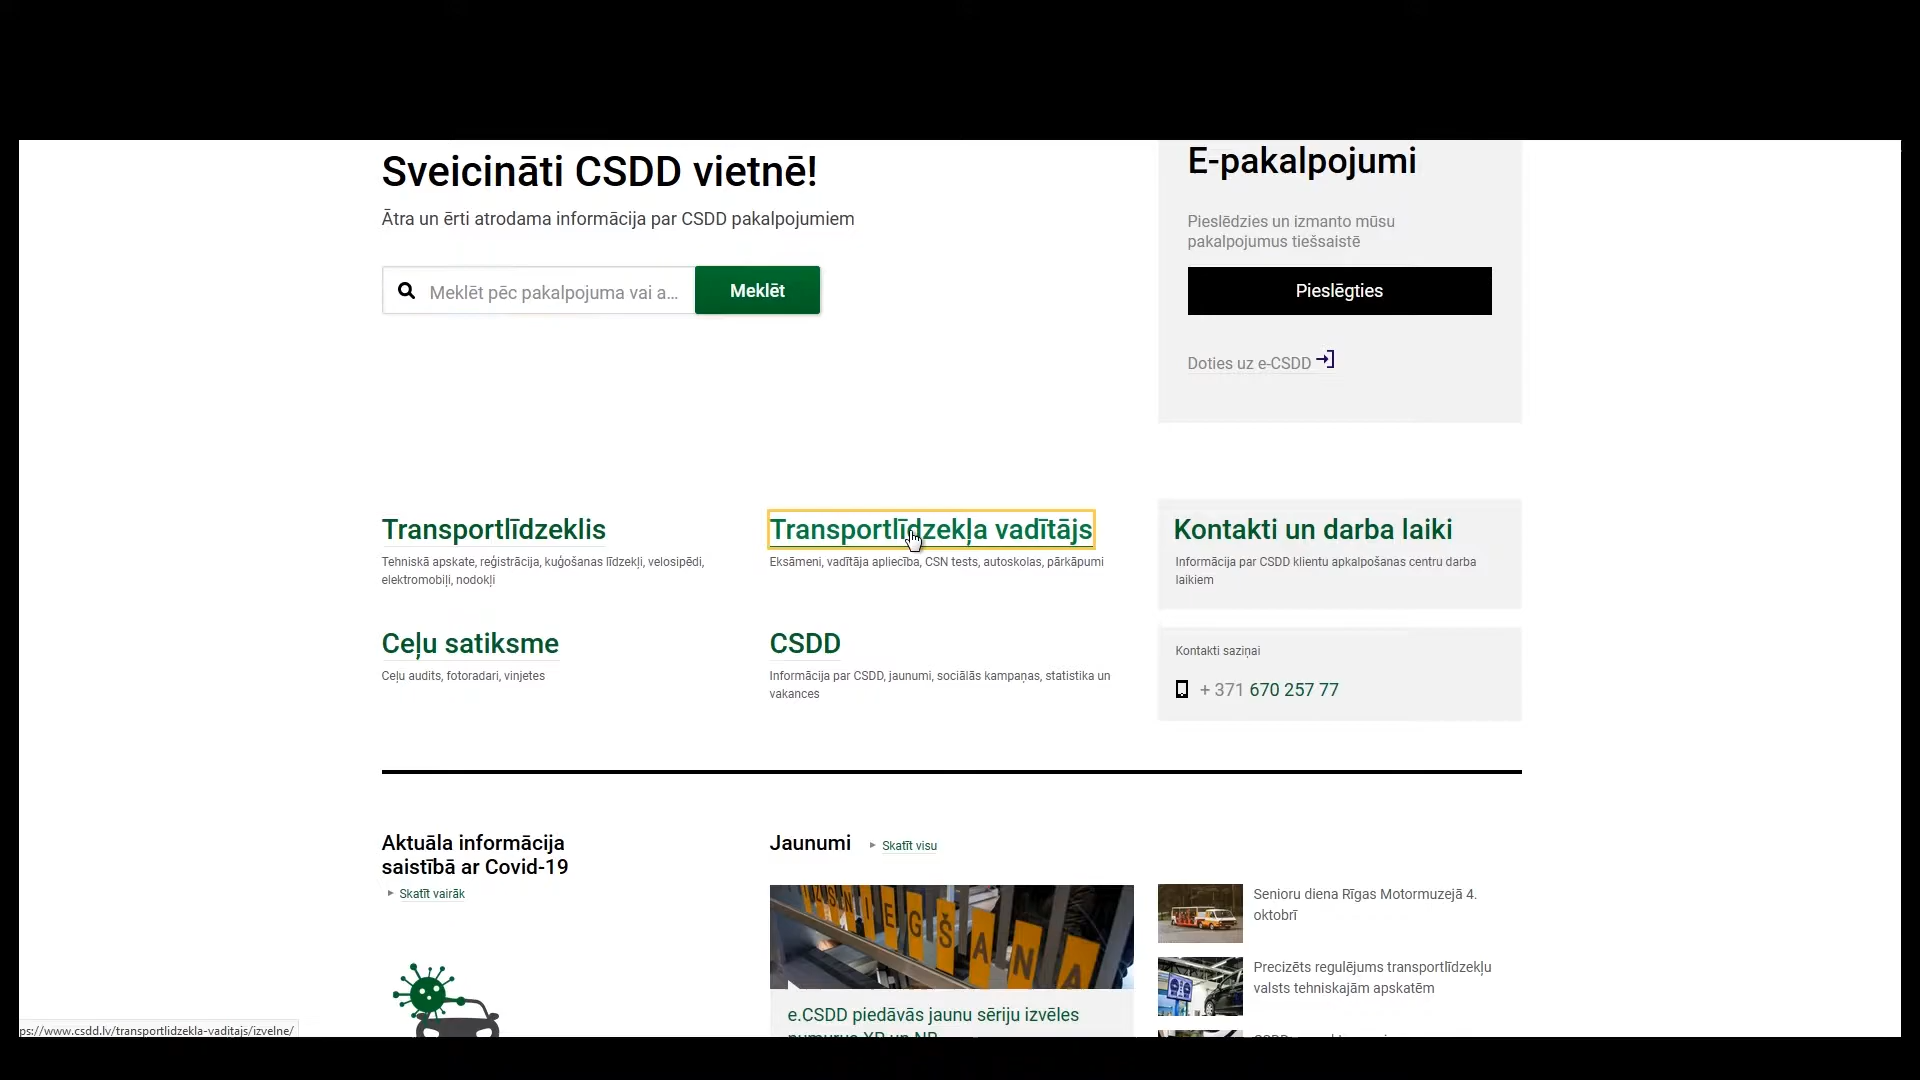 Sveicināti CSDD vietnē!
Ātra un ērti atrodama informācija par CSDD pakalpojumiem
Meklēt pēc pakalpojuma vai a...
Meklēt
E-pakalpojumi
Pieslēdzies un izmanto mūsu
pakalpojumus tiešsaistē
Pieslēgties
Doties uz e-CSDD
Transportlīdzeklis
Tehniskā apskate, reģistrācija, kuģošanas līdzekļi, velosipēdi,
elektromobiļi, nodokļi
Transportlīdzekļa vadītājs
Eksāmeni, vadītāja apliecība, CSN tests, autoskolas, pārkāpumi
Kontakti un darba laiki
Informācija par CSDD klientu apkalpošanas centru darba
laikiem
Ceļu satiksme
Ceļu audits, fotoradari, vinjetes
CSDD
Informācija par CSDD, jaunumi, sociālās kampaņas, statistika un
vakances
Kontakti saziņai
+ 371 670 257 77
Aktuāla informācija
saistībā ar Covid-19
Skatīt vairāk
Jaunumi
Skatīt visu
IZSNIEGŠANA
e.CSDD piedāvās jaunu sēriju izvēles
numurus XP un NR
Senioru diena Rīgas Motormuzejā 4.
oktobrī
Precizēts regulējums transportlīdzekļu
valsts tehniskajām apskatēm
ps://www.csdd.lv/transportlidzekla-vaditajs/izvelne/